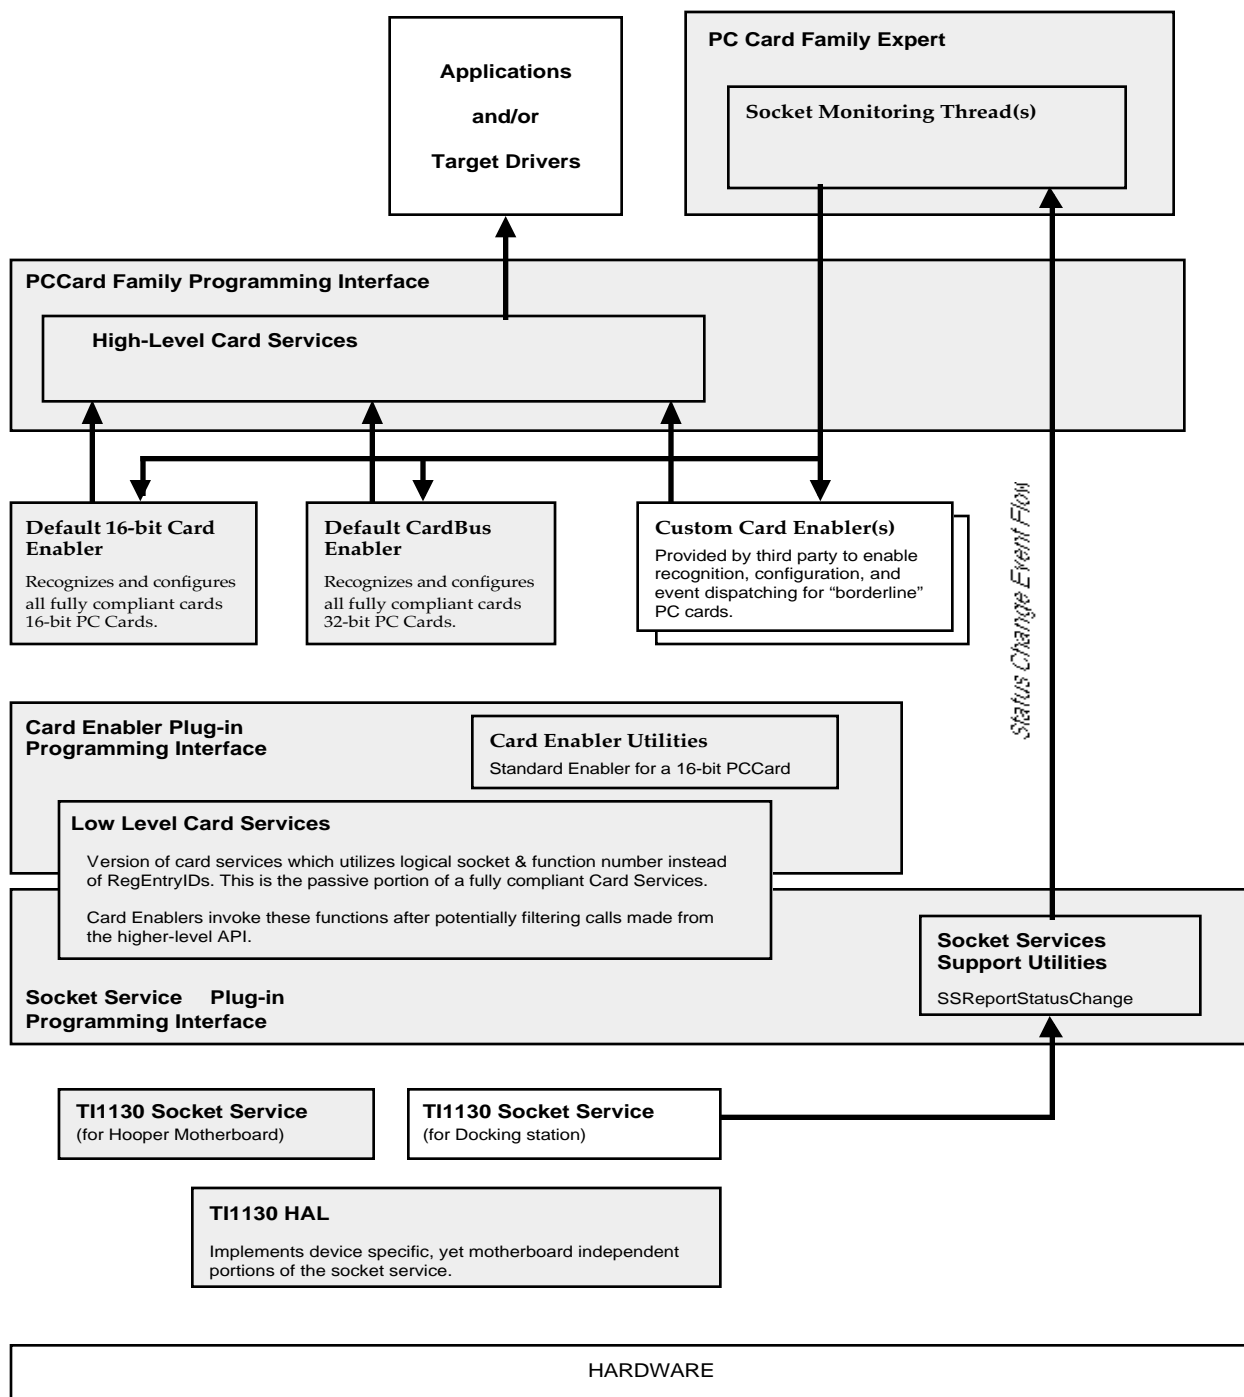 Applications
and/or
Target Drivers
PC Card Family Expert
Socket Monitoring Thread(s)
PCCard Family Programming Interface
High-Level Card Services
Default 16-bit Card
Enabler
Recognizes and configures
all fully compliant cards
16-bit PC Cards.
Default CardBus
Enabler
Recognizes and configures
all fully compliant cards
32-bit PC Cards.
Custom Card Enabler(s)
Provided by third party to enable
recognition, configuration, and
event dispatching for “borderline”
PC cards.
Status Change Event Flow
Card Enabler Plug-in
Programming Interface
Card Enabler Utilities
Standard Enabler for a 16-bit PCCard
Low Level Card Services
Version of card services which utilizes logical socket & function number instead
of RegEntryIDs. This is the passive portion of a fully compliant Card Services.
Card Enablers invoke these functions after potentially filtering calls made from
the higher-level API.
Socket Services
Support Utilities
SSReportStatusChange
Socket Service Plug-in
Programming Interface
TI1130 Socket Service
(for Hooper Motherboard)
TI1130 Socket Service
(for Docking station)
TI1130 HAL
Implements device specific, yet motherboard independent
portions of the socket service.
HARDWARE